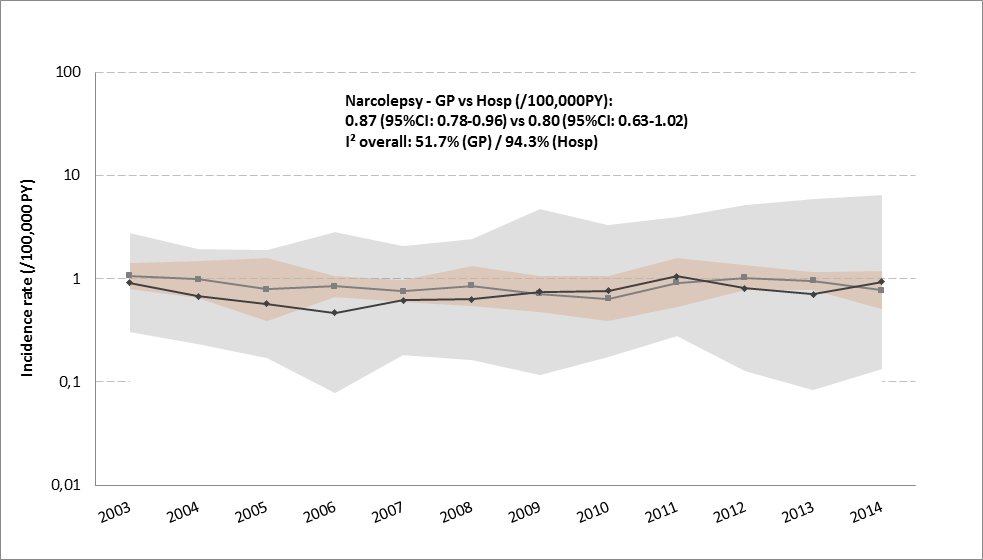 100
Narcolepsy - GP vs Hosp (/100,000PY):
0.87 (95%CI: 0.78-0.96) vs 0.80 (95%CI: 0.63-1.02)
I² overall: 51.7% (GP) / 94.3% (Hosp)
10
1
0,1
0,01
Incidence rate (/100,000 PY)
2003 2004 2005 2006 2007 2008 2009 2010 2011 2012 2013 2014